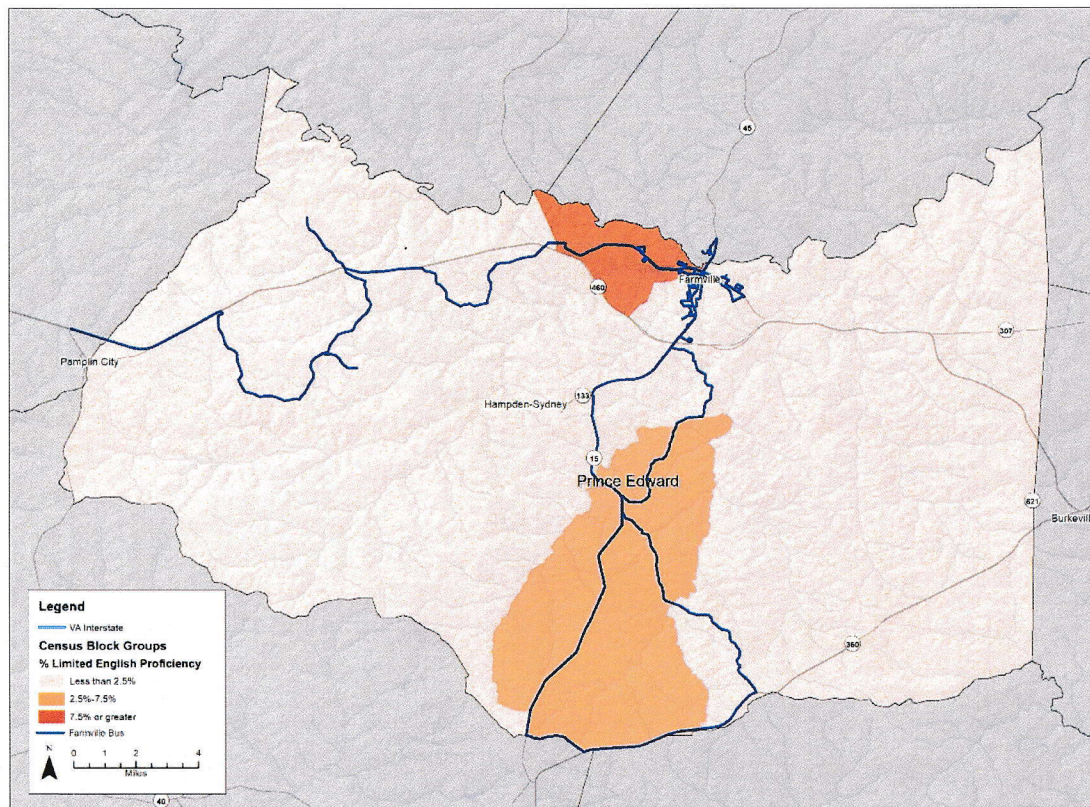 45
Farmville
460
307
Pamplin City
Hampden-Sydney
133
15
Prince Edward
621
Burkevill
360
40
Legend
VA Interstate
Census Block Groups
% Limited English Proficiency
Less than 2.5%
2.5%-7.5%
7.5% or greater
Farmville Bus
N
0 1 2 4
Miles